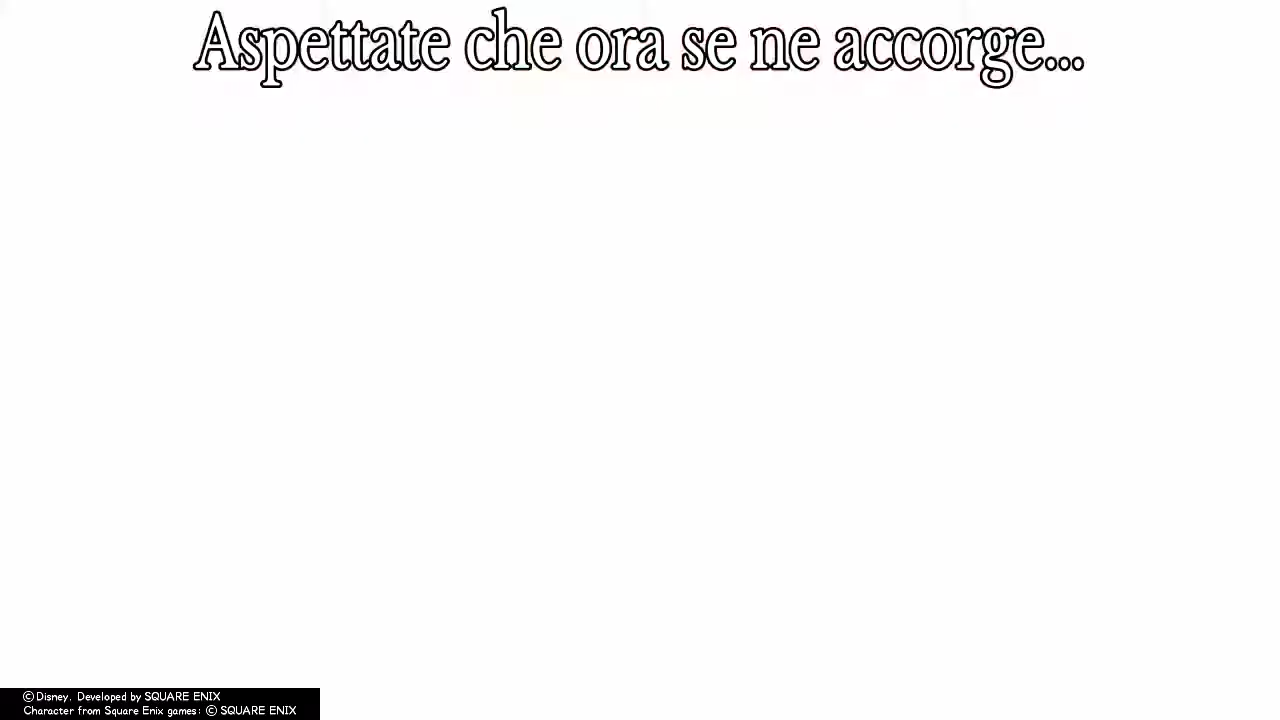 Aspettate che ora se ne accorge...
©Disney. Developed by SQUARE ENIX
Character from Square Enix games: © SQUARE ENIX